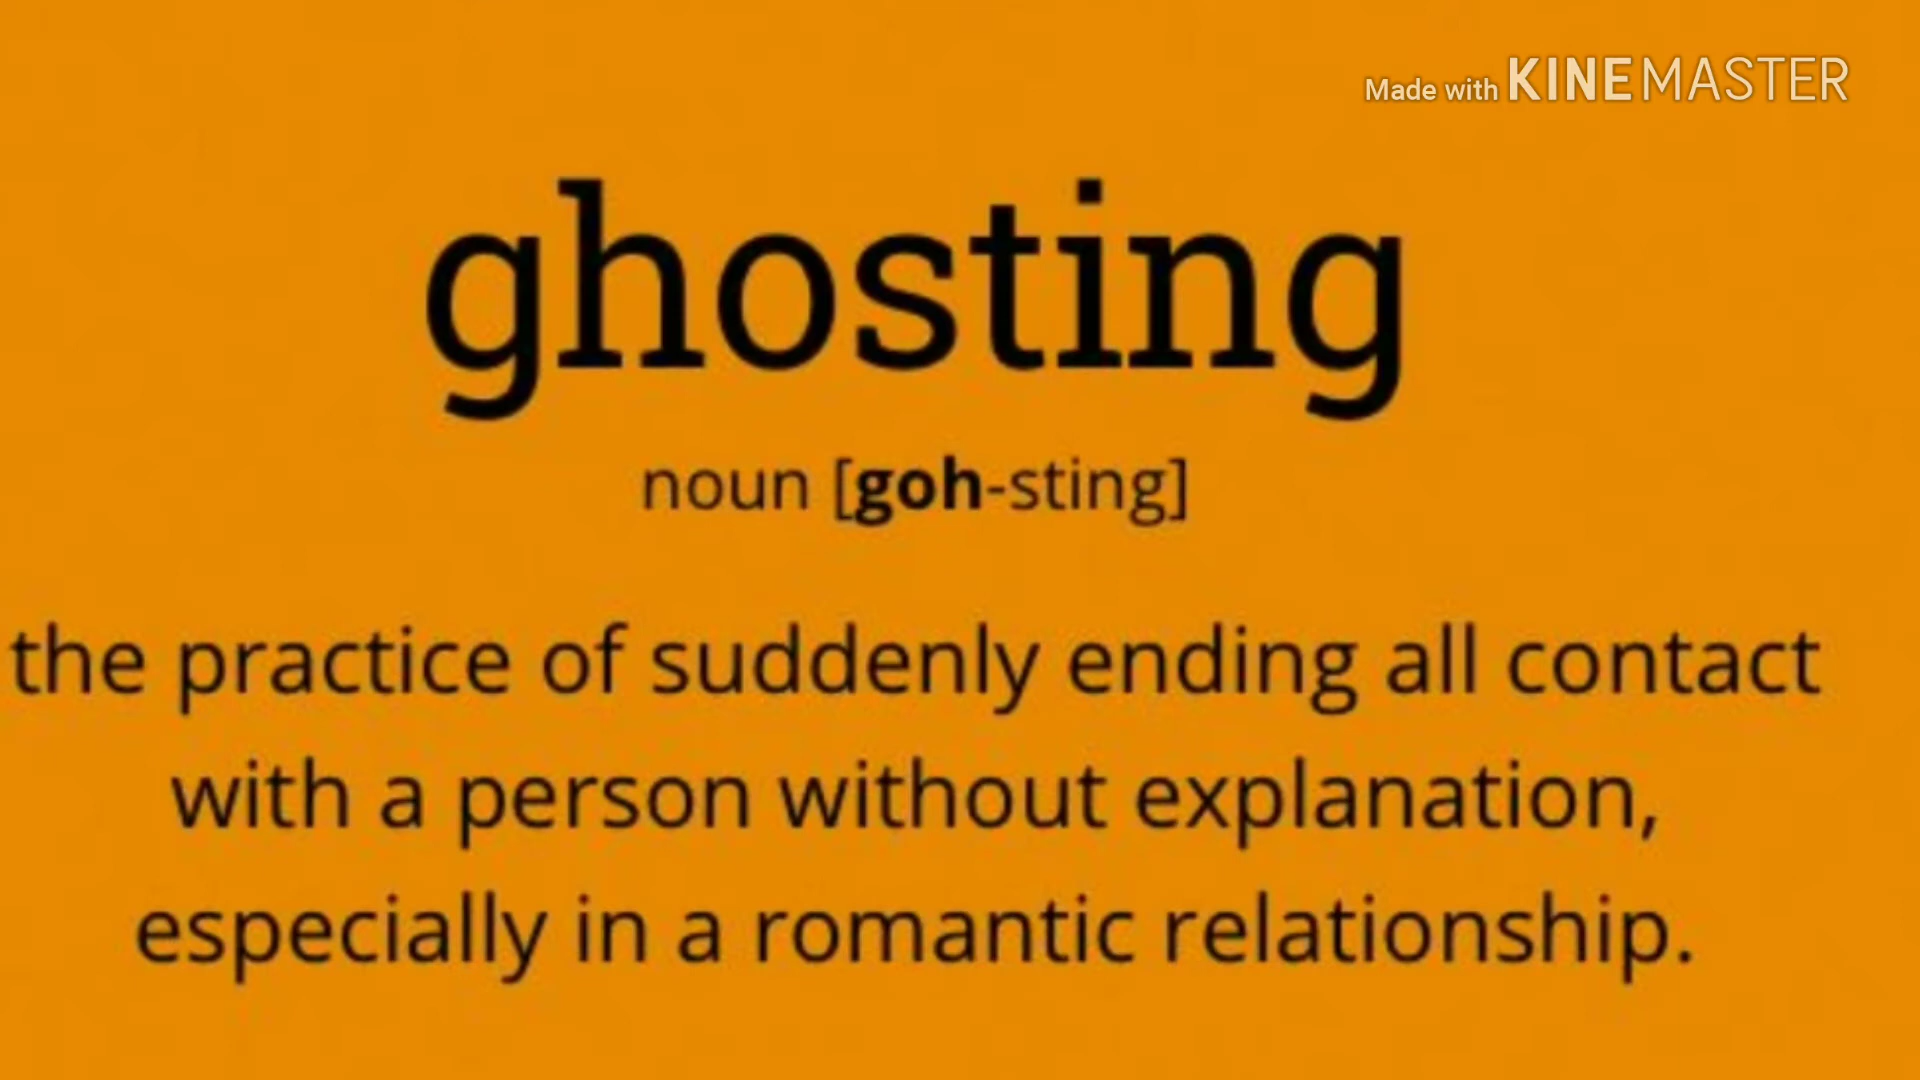 Made with KINEMASTER
ghosting
noun [goh-sting]
the practice of suddenly ending all contact
with a person without explanation,
especially in a romantic relationship.